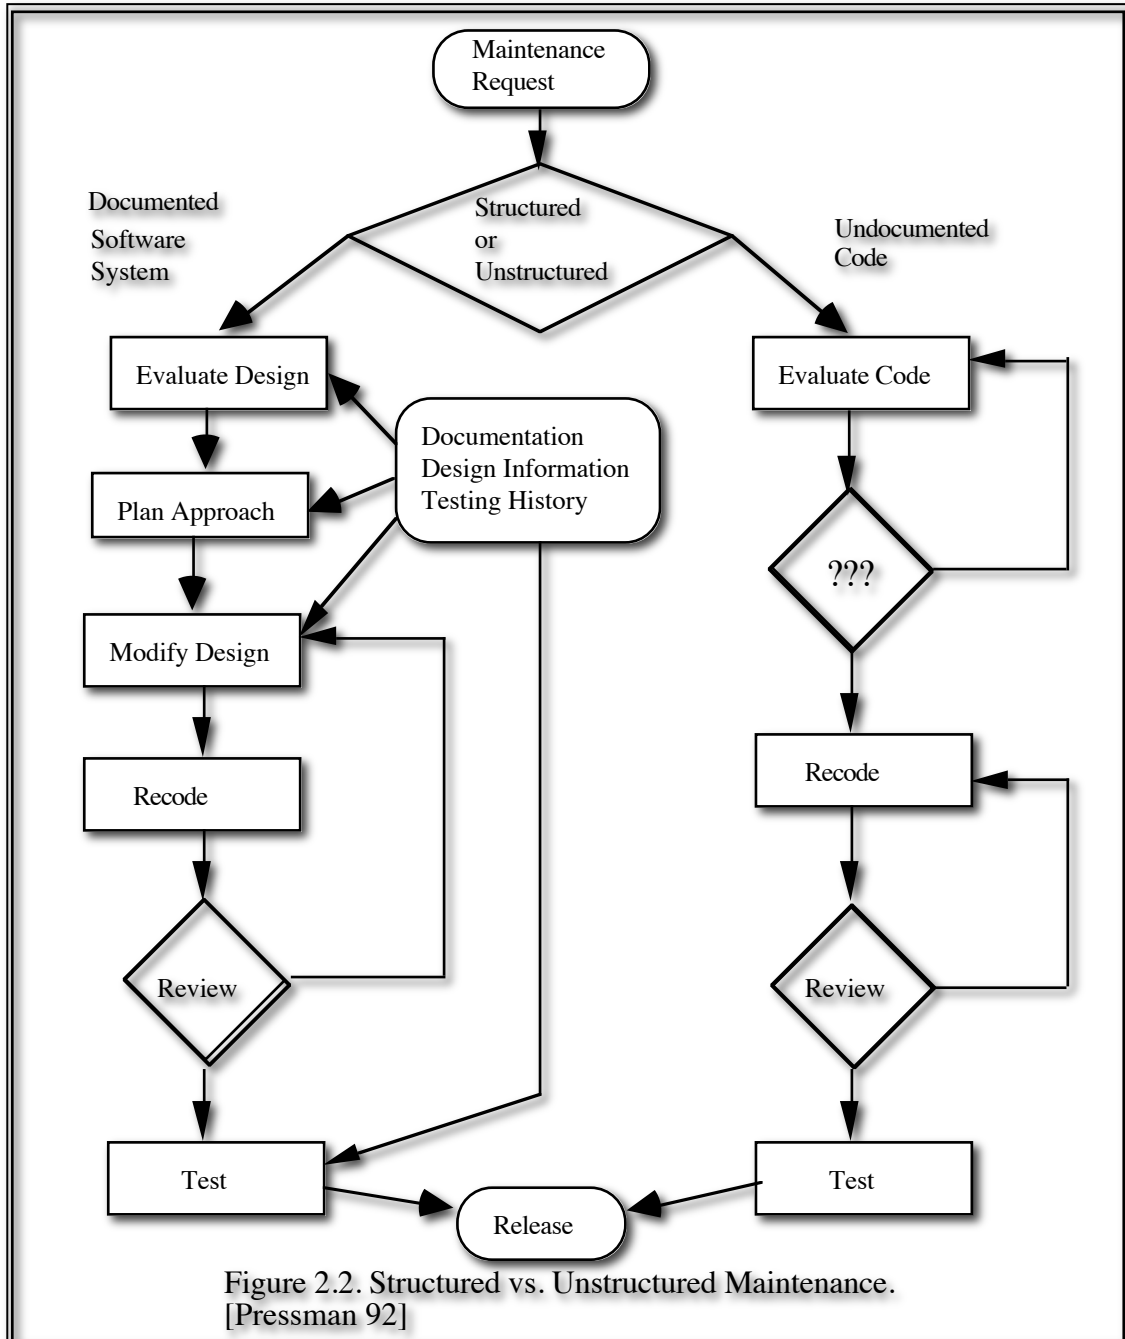 Maintenance
Request
Documented
Software
System
Structured
or
Unstructured
Undocumented
Code
Evaluate Design
Evaluate Code
Documentation
Design Information
Testing History
Plan Approach
???
Modify Design
Recode
Recode
Review
Review
Test
Test
Release
Figure 2.2. Structured vs. Unstructured Maintenance.
[Pressman 92]